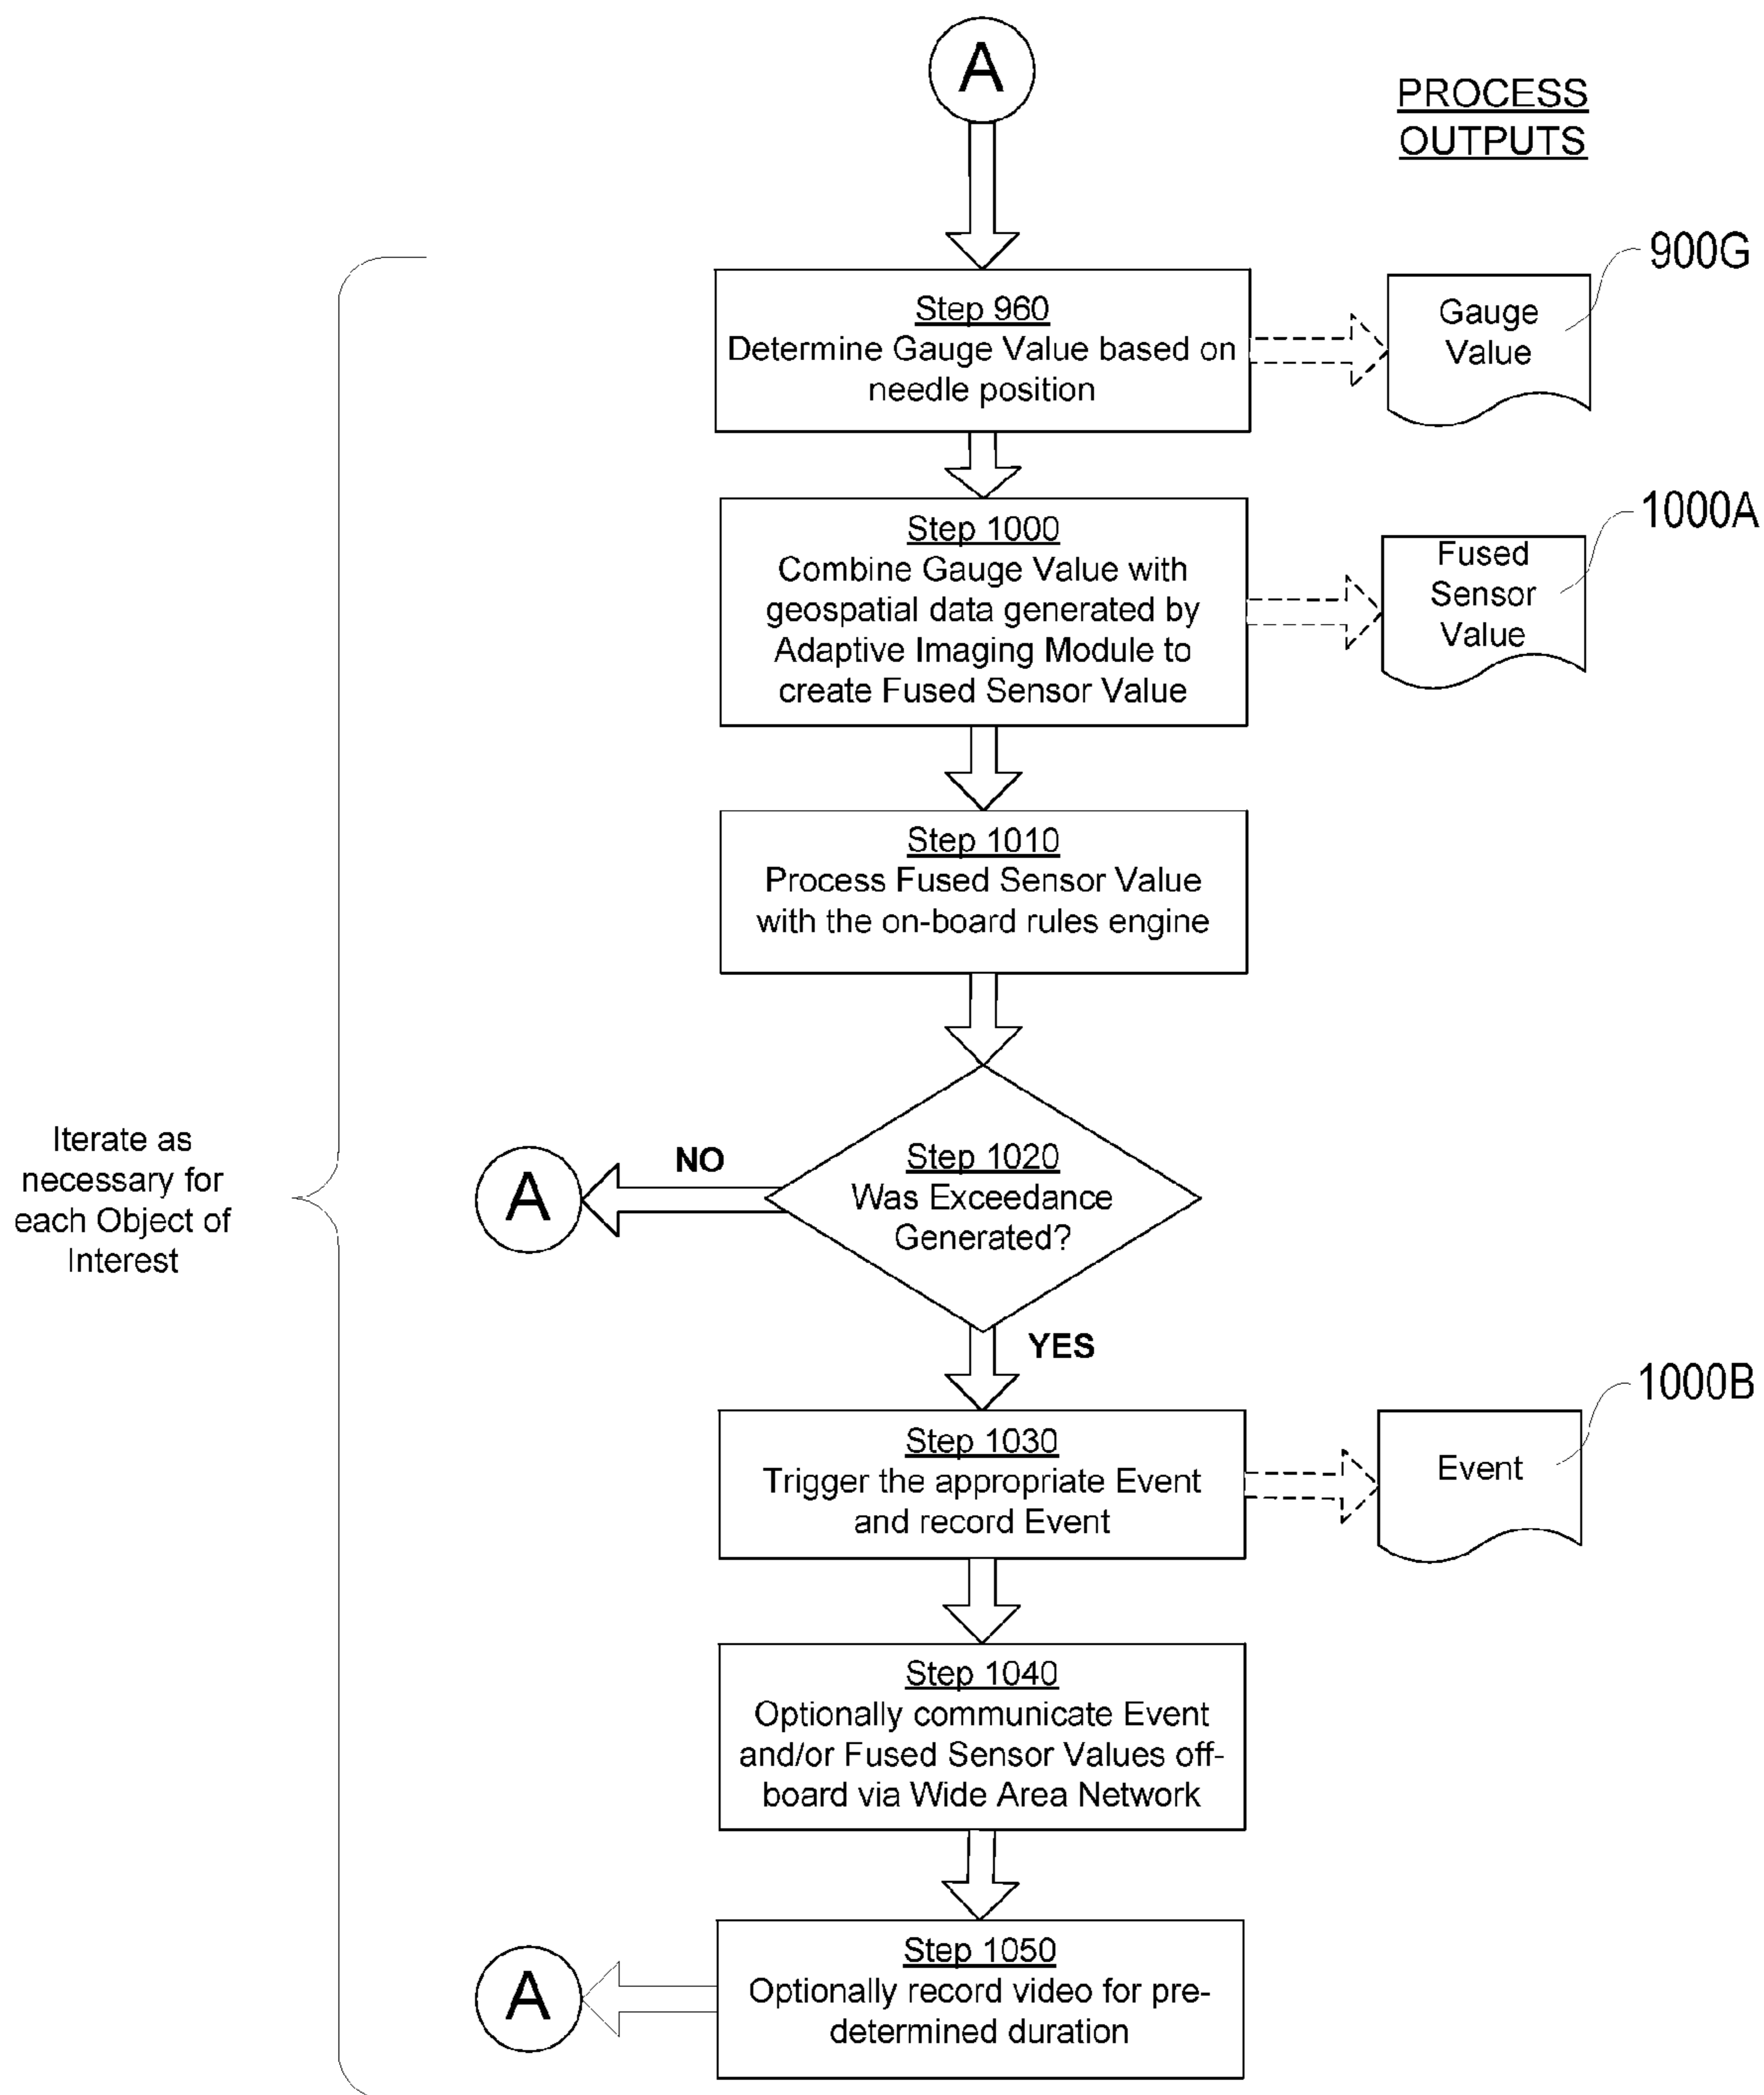 A
PROCESS
OUTPUTS
900G
Step 960
Determine Gauge Value based on
needle position
Gauge
Value
1000A
Step 1000
Combine Gauge Value with
geospatial data generated by
Adaptive Imaging Module to
create Fused Sensor Value
Fused
Sensor
Value
Step 1010
Process Fused Sensor Value
with the on-board rules engine
Iterate as
necessary for
each Object of
Interest
A
NO
Step 1020
Was Exceedance
Generated?
YES
1000B
Step 1030
Trigger the appropriate Event
and record Event
Event
Step 1040
Optionally communicate Event
and/or Fused Sensor Values off-
board via Wide Area Network
A
Step 1050
Optionally record video for pre-
determined duration